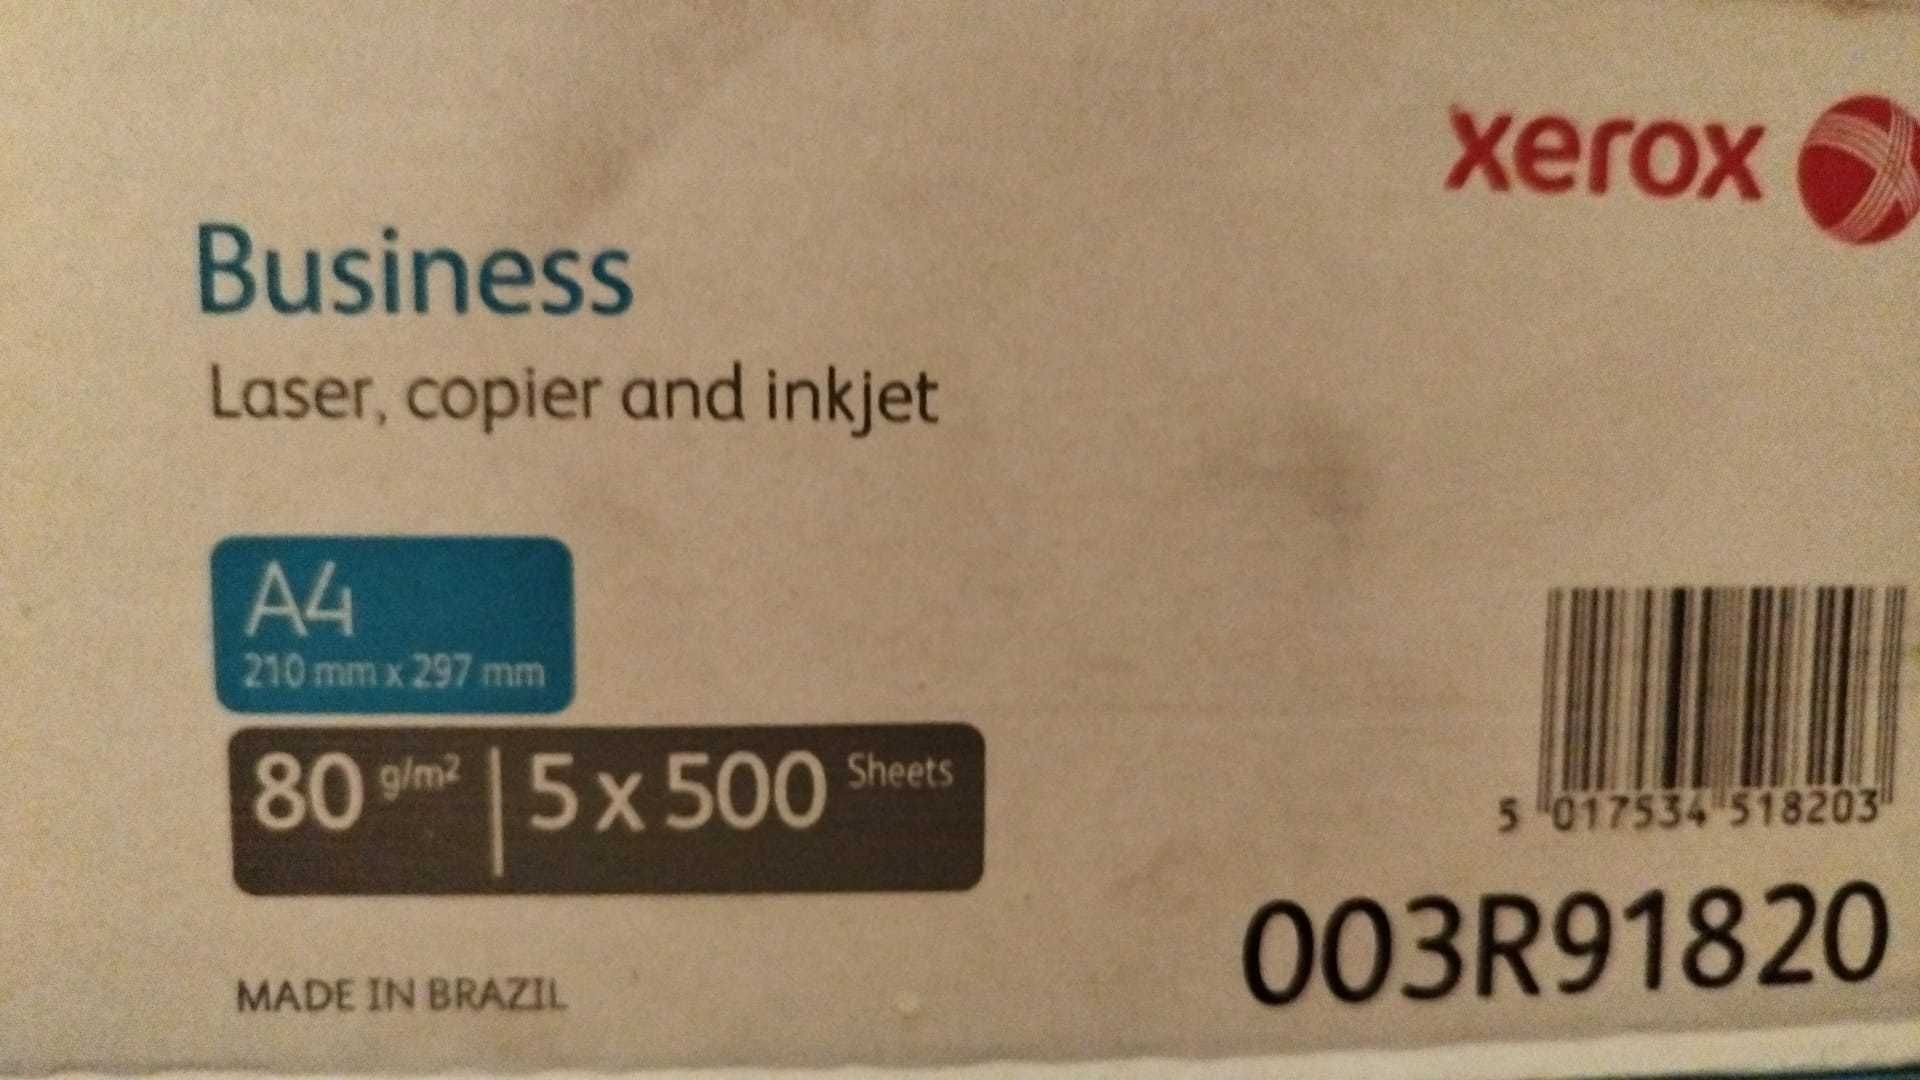 xerox
Business
Laser, copier and inkjet
A4
210 mm x 297 mm
80 g/m² | 5 x 500 Sheets
5 017534 518203
003R91820
MADE IN BRAZIL